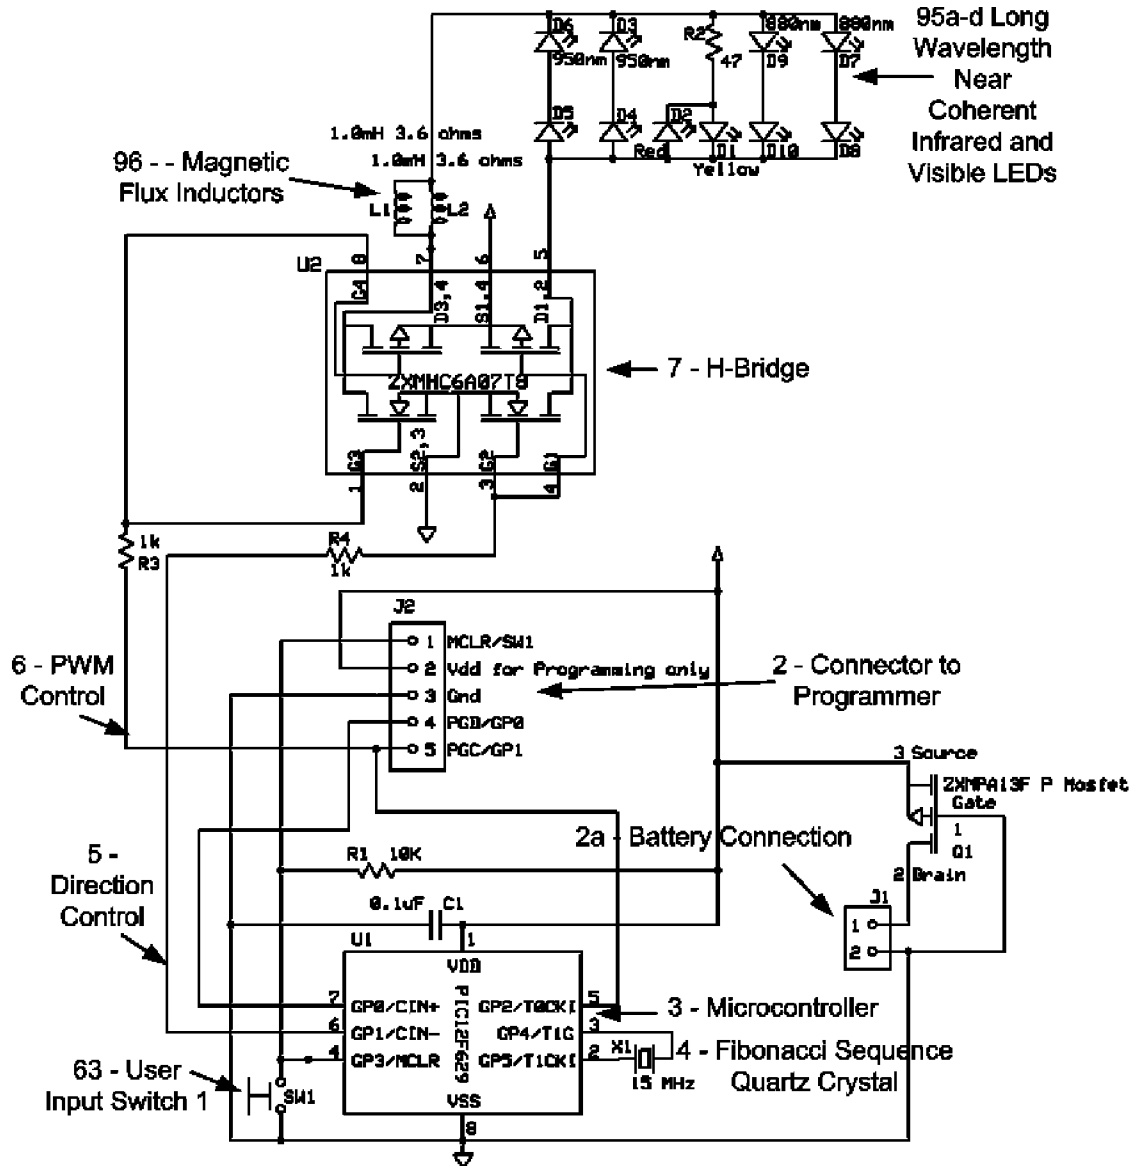 D6
D3
R2
880nm
880nm
950nm
950nm
47
D9
D7
D5
D4
D2
D1
D10
D8
Red
Yellow
95a-d Long
Wavelength
Near
Coherent
Infrared and
Visible LEDs
1.0mH 3.6 ohms
1.0mH 3.6 ohms
96 - - Magnetic
Flux Inductors
L1
L2
U2
8
7
6
5
G4
D3,4
S1,4
D1,2
ZXMHC6A07T8
7 - H-Bridge
G3
S2,3
G2
G1
1
2
3
4
1k
R3
R4
1k
J2
1 MCLR/SW1
2 Vdd for Programming only
3 Gnd
4 PGD/GP0
5 PGC/GP1
6 - PWM
Control
2 - Connector to
Programmer
3 Source
ZXMPA13F P Mosfet
Gate
1
Q1
2 Drain
2a - Battery Connection
J1
1
2
5 -
Direction
Control
R1 10K
0.1uF C1
U1
1
VDD
PIC12F629
7 GP0/CIN+
6 GP1/CIN-
4 GP3/MCLR
GP2/T0CKI 5
GP4/T1G 3
GP5/T1CKI 2
VSS
8
X1
15 MHz
3 - Microcontroller
4 - Fibonacci Sequence
Quartz Crystal
63 - User
Input Switch 1
SW1